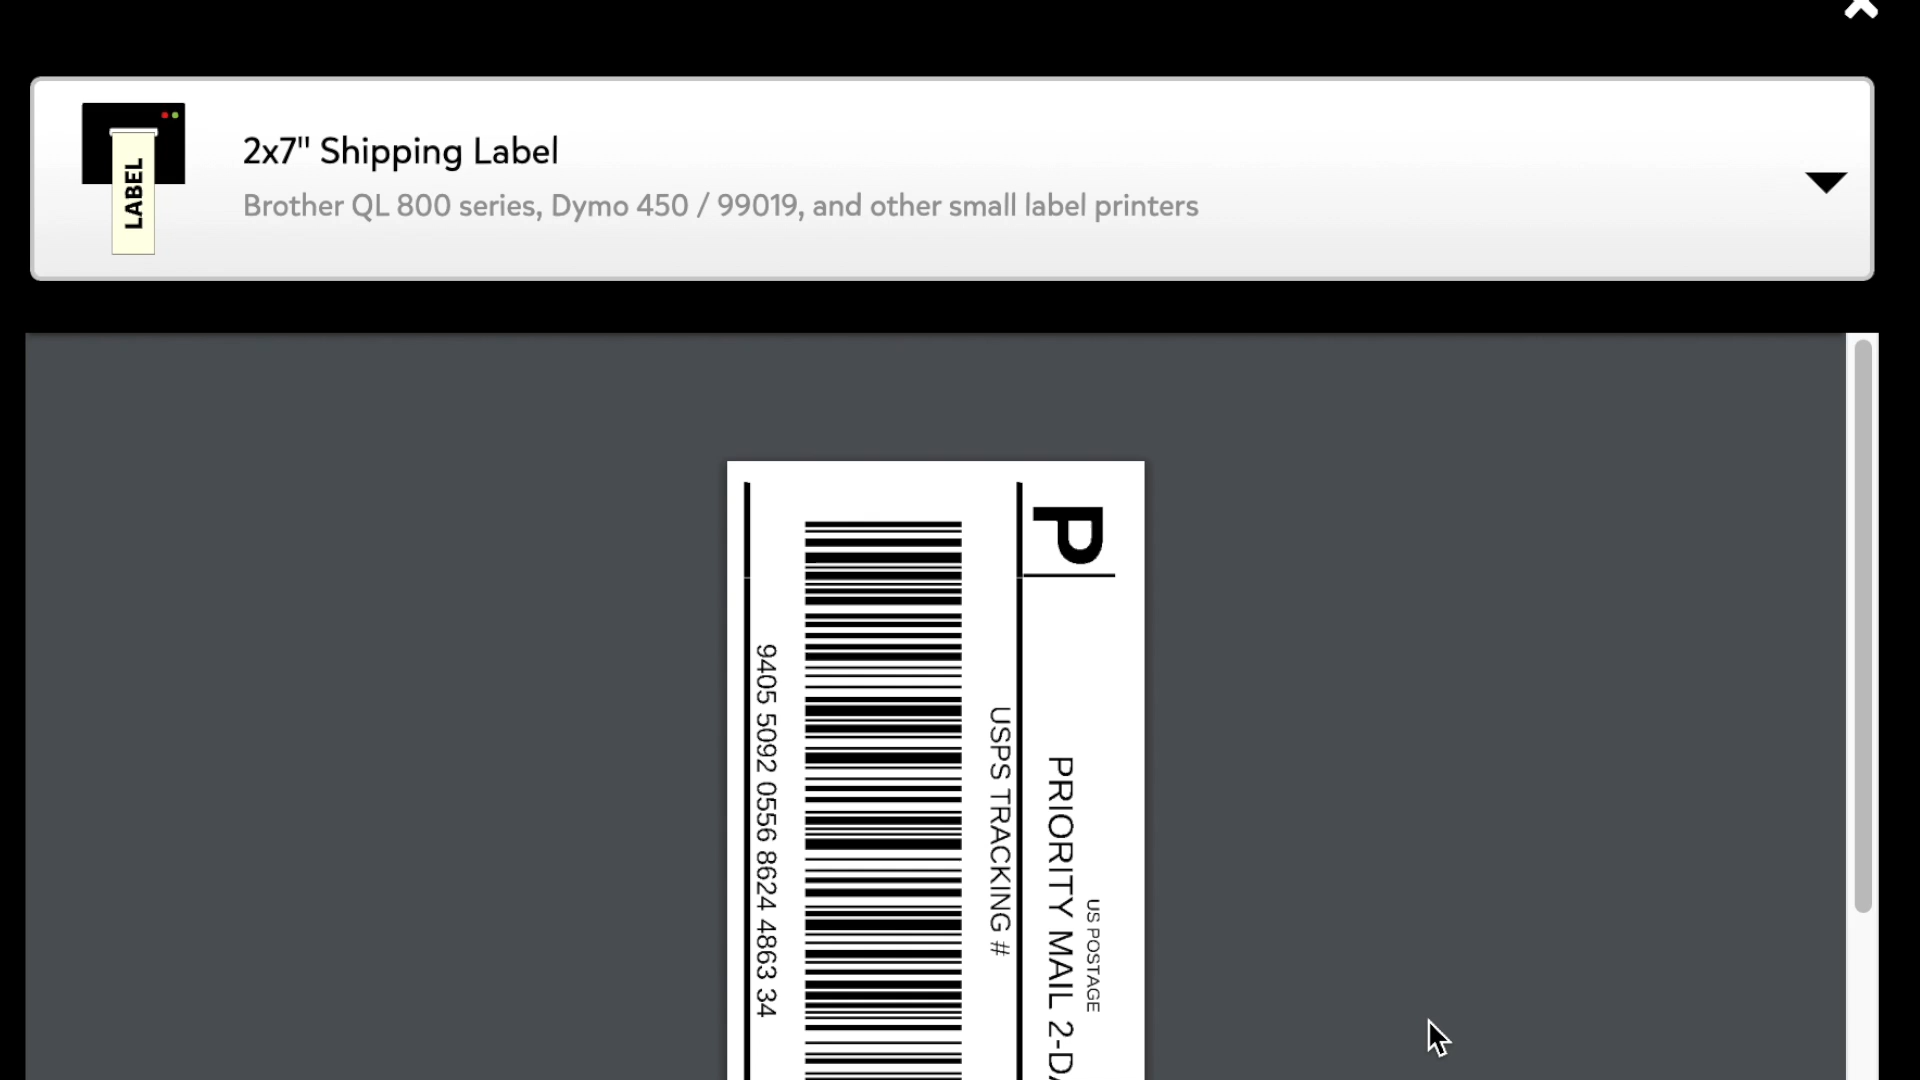 LABEL
2x7" Shipping Label
Brother QL 800 series, Dymo 450 / 99019, and other small label printers
P
US POSTAGE
PRIORITY MAIL 2-DA
USPS TRACKING #
9405 5092 0556 8624 4863 34